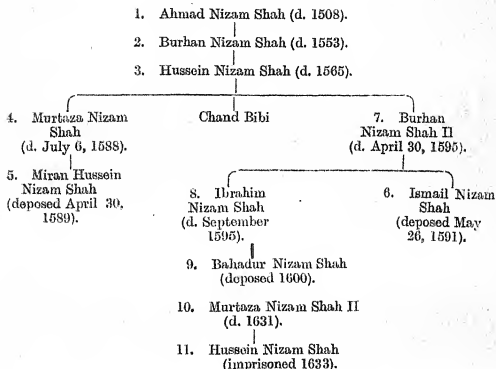 1. Ahmad Nizam Shah (d. 1508).
2. Burhan Nizam Shah (d. 1553).
3. Hussein Nizam Shah (d. 1565).
4. Murtaza Nizam
Shah
(d. July 6, 1588).
Chand Bibi
7. Burhan
Nizam Shah II
(d. April 30, 1595).
5. Miran Hussein
Nizam Shah
(deposed April 30,
1589).
8. Ibrahim
Nizam Shah
(d. September
1595).
6. Ismail Nizam
Shah
(deposed May
26, 1591).
9. Bahadur Nizam Shah
(deposed 1600).
10. Murtaza Nizam Shah II
(d. 1631).
11. Hussein Nizam Shah
(imprisoned 1633).